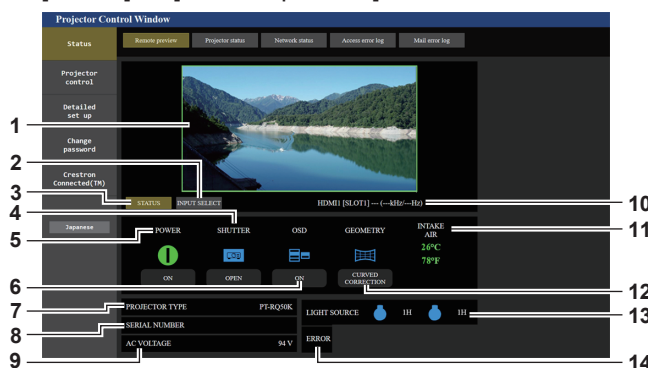 Projector Control Window
Status
Remote preview
Projector status
Network status
Access error log
Mail error log
Projector
control
Detailed
set up
Change
password
Crestron
Connected(TM)
Japanese
1
2
3
4
5
6
7
8
9
STATUS
INPUT SELECT
HDMI1 [SLOT1] --- (---kHz/---Hz)
POWER
SHUTTER
OSD
GEOMETRY
INTAKE
AIR
26°C
78°F
ON
OPEN
ON
CURVED
CORRECTION
PROJECTOR TYPE PT-RQ50K
SERIAL NUMBER
AC VOLTAGE 94 V
LIGHT SOURCE 1H 1H
ERROR
10
11
12
13
14